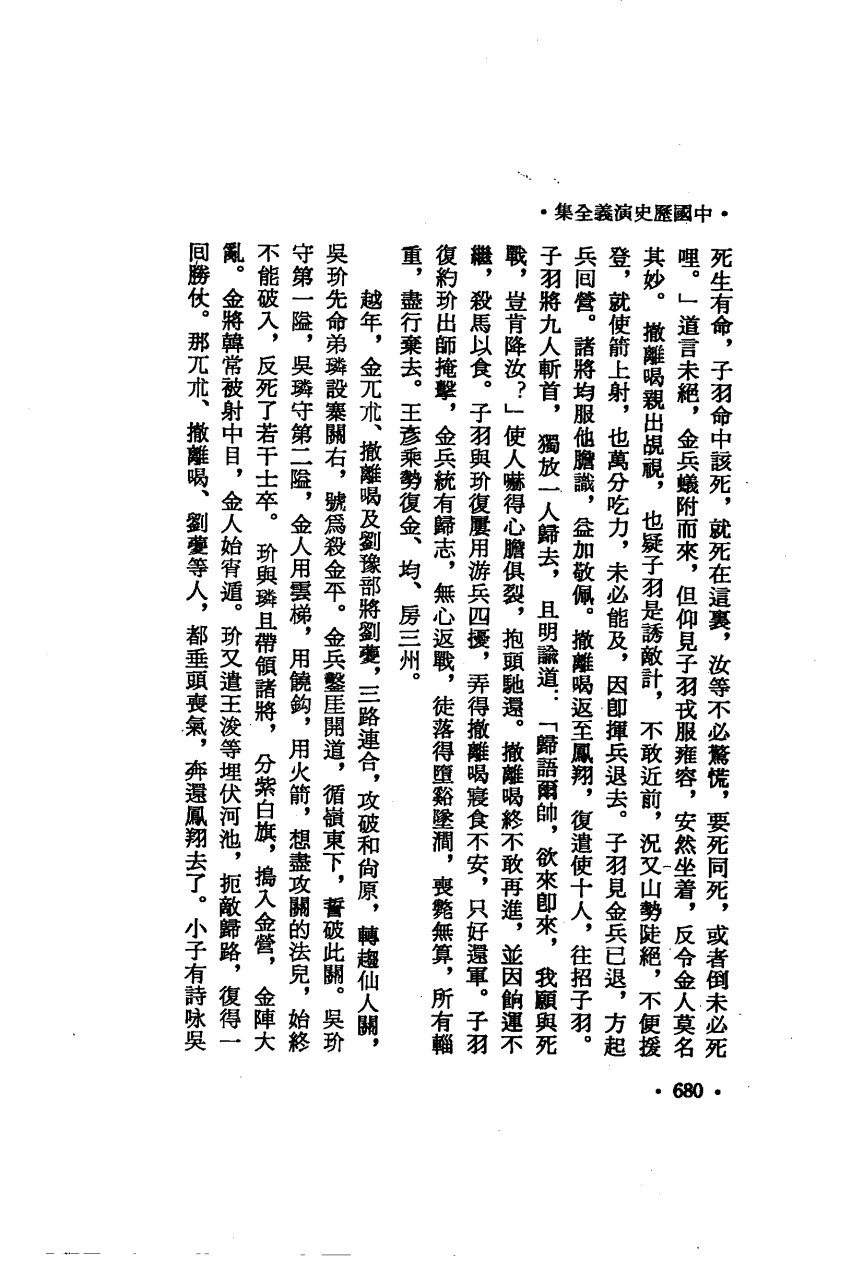 •中國歷史演義全集•
死生有命，子羽命中該死，就死在這裏，汝等不必驚慌，要死同死，或者倒未必死
哩。」道言未絕，金兵蟻附而來，但仰見子羽戎服雍容，安然坐着，反令金人莫名
其妙。撤離喝親出覘視，也疑子羽是誘敵計，不敢近前，況又山勢陡絕，不便援
登，就使箭上射，也萬分吃力，未必能及，因卽揮兵退去。子羽見金兵已退，方起
兵囘營。諸將均服他膽識，益加敬佩。撤離喝返至鳳翔，復遣使十人，往招子羽。
子羽將九人斬首，獨放一人歸去，且明諭道：「歸語爾帥，欲來卽來，我願與死
戰，豈肯降汝？」使人嚇得心膽俱裂，抱頭馳還。撤離喝終不敢再進，並因餉運不
繼，殺馬以食。子羽與玠復屢用游兵四擾，弄得撤離喝寢食不安，只好還軍。子羽
復約玠出師掩擊，金兵統有歸志，無心返戰，徒落得墮谿墜澗，喪斃無算，所有輜
重，盡行棄去。王彥乘勢復金、均、房三州。
越年，金兀朮、撤離喝及劉豫部將劉夔，三路連合，攻破和尙原，轉趨仙人關，
吳玠先命弟璘設寨關右，號爲殺金平。金兵鑿厓開道，循嶺東下，誓破此關。吳玠
守第一隘，吳璘守第二隘，金人用雲梯，用饒鈎，用火箭，想盡攻關的法兒，始終
不能破入，反死了若干士卒。玠與璘且帶領諸將，分紫白旗，搗入金營，金陣大
亂。金將韓常被射中目，金人始宵遁。玠又遣王浚等埋伏河池，扼敵歸路，復得一
囘勝仗。那兀朮、撤離喝、劉夔等人，都垂頭喪氣，奔還鳳翔去了。小子有詩咏吳
•680•